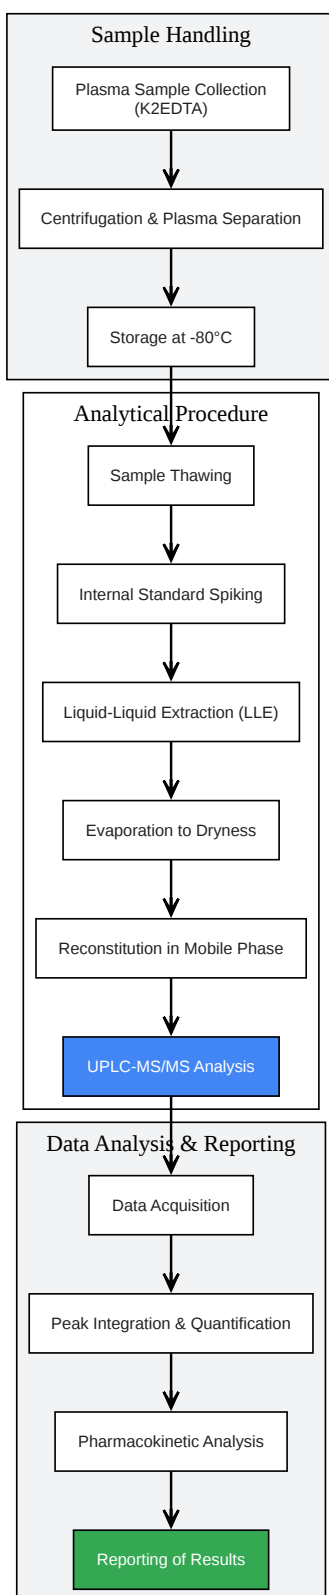 Sample Handling
Plasma Sample Collection
(K2EDTA)
Centrifugation & Plasma Separation
Storage at -80°C
Analytical Procedure
Sample Thawing
Internal Standard Spiking
Liquid-Liquid Extraction (LLE)
Evaporation to Dryness
Reconstitution in Mobile Phase
UPLC-MS/MS Analysis
Data Analysis & Reporting
Data Acquisition
Peak Integration & Quantification
Pharmacokinetic Analysis
Reporting of Results